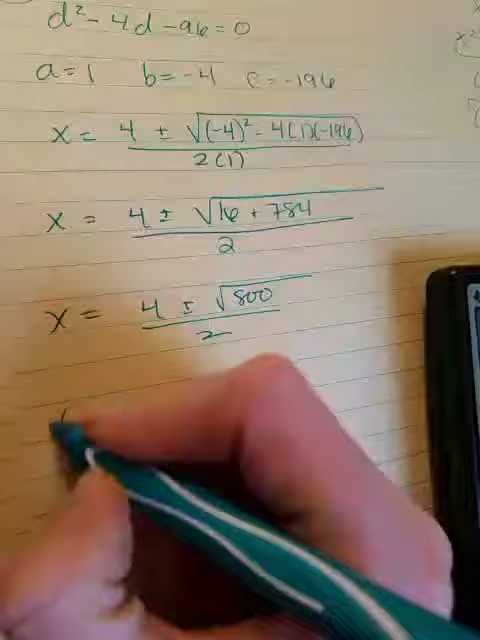 d² - 4d - 96 = 0
a = 1 b = -4 c = -196
x = 4 ± √(-4)² - 4(1)(-196)
2(1)
x = 4 ± √16 + 784
2
x = 4 ± √800
2